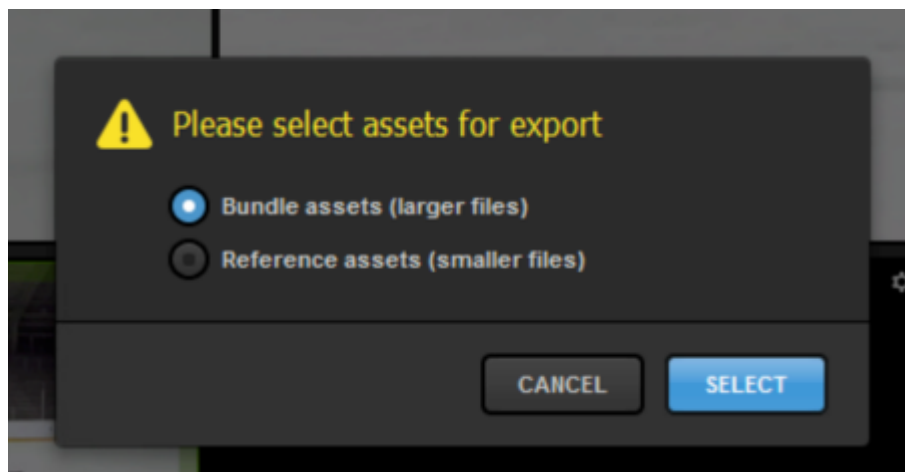 Please select assets for export
Bundle assets (larger files)
Reference assets (smaller files)
CANCEL
SELECT